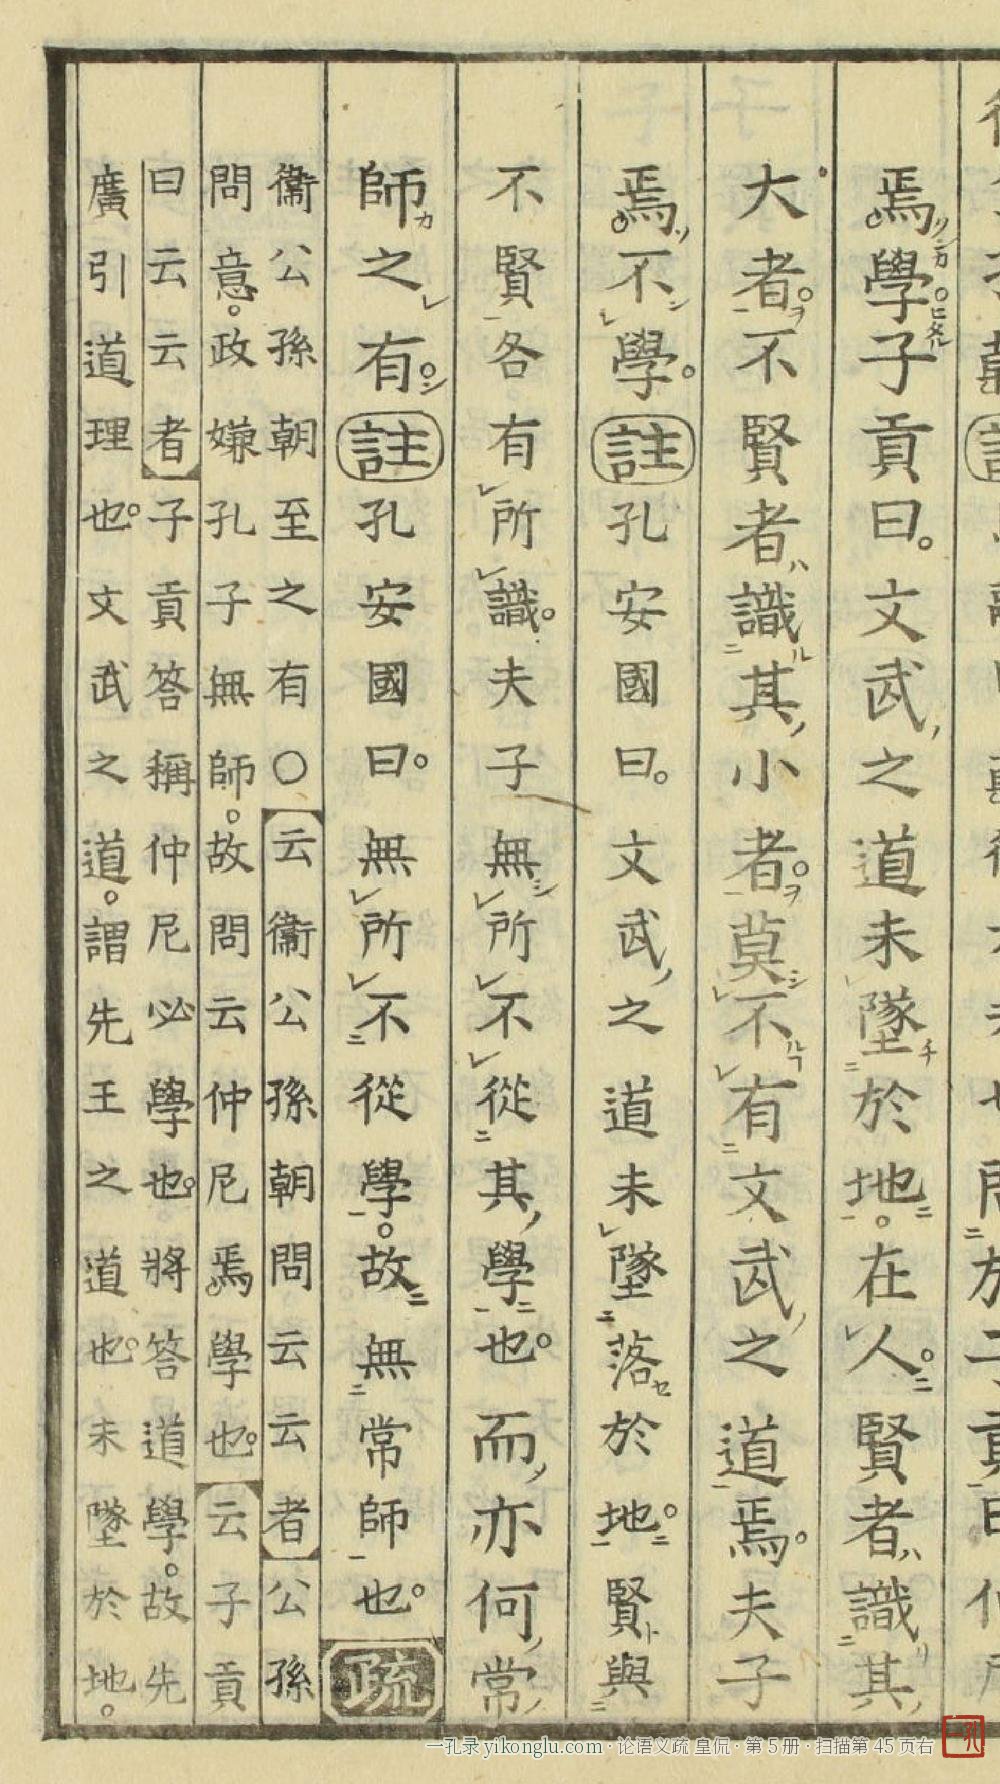 焉學子貢曰文武之道未墜於地在人賢者識其
大者不賢者識其小者莫不有文武之道焉夫子
焉不學註孔安國曰文武之道未墜落於地賢與
不賢各有所識夫子無所不從其學也而亦何常
師之有註孔安國曰無所不從學故無常師也疏
衞公孫朝至之有〇云衞公孫朝問云云者公孫
問意政嫌孔子無師故問云仲尼焉學也云子貢
曰云云者子貢答稱仲尼必學也將答道學故先
廣引道理也文武之道謂先王之道也未墜於地
一孔录 yikonglu.com · 论语义疏 皇侃 · 第 5 册 · 扫描第 45 页右
一孔